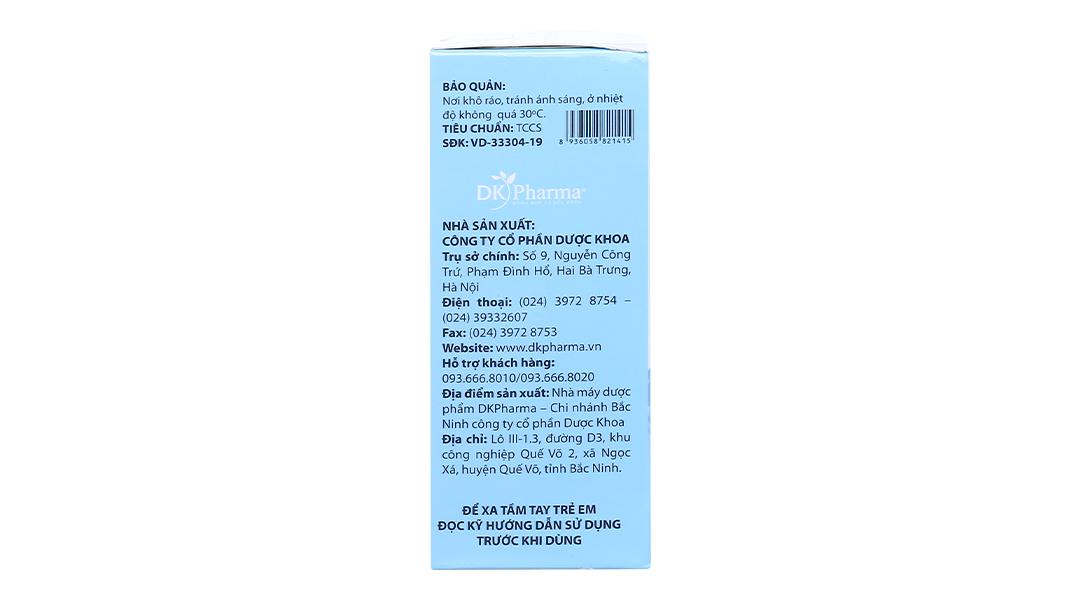 BẢO QUẢN:
Nơi khô ráo, tránh ánh sáng, ở nhiệt
độ không quá 30ºC.
TIÊU CHUẨN: TCCS
SĐK: VD-33304-19
8 936058 821415
DK Pharma®
NHÀ SẢN XUẤT:
CÔNG TY CỔ PHẦN DƯỢC KHOA
Trụ sở chính: Số 9, Nguyễn Công
Trứ, Phạm Đình Hổ, Hai Bà Trưng,
Hà Nội
Điện thoại: (024) 3972 8754 –
(024) 39332607
Fax: (024) 3972 8753
Website: www.dkpharma.vn
Hỗ trợ khách hàng:
093.666.8010/093.666.8020
Địa điểm sản xuất: Nhà máy dược
phẩm DKPharma – Chi nhánh Bắc
Ninh công ty cổ phần Dược Khoa
Địa chỉ: Lô III-1.3, đường D3, khu
công nghiệp Quế Võ 2, xã Ngọc
Xá, huyện Quế Võ, tỉnh Bắc Ninh.
ĐỂ XA TẦM TAY TRẺ EM
ĐỌC KỸ HƯỚNG DẪN SỬ DỤNG
TRƯỚC KHI DÙNG